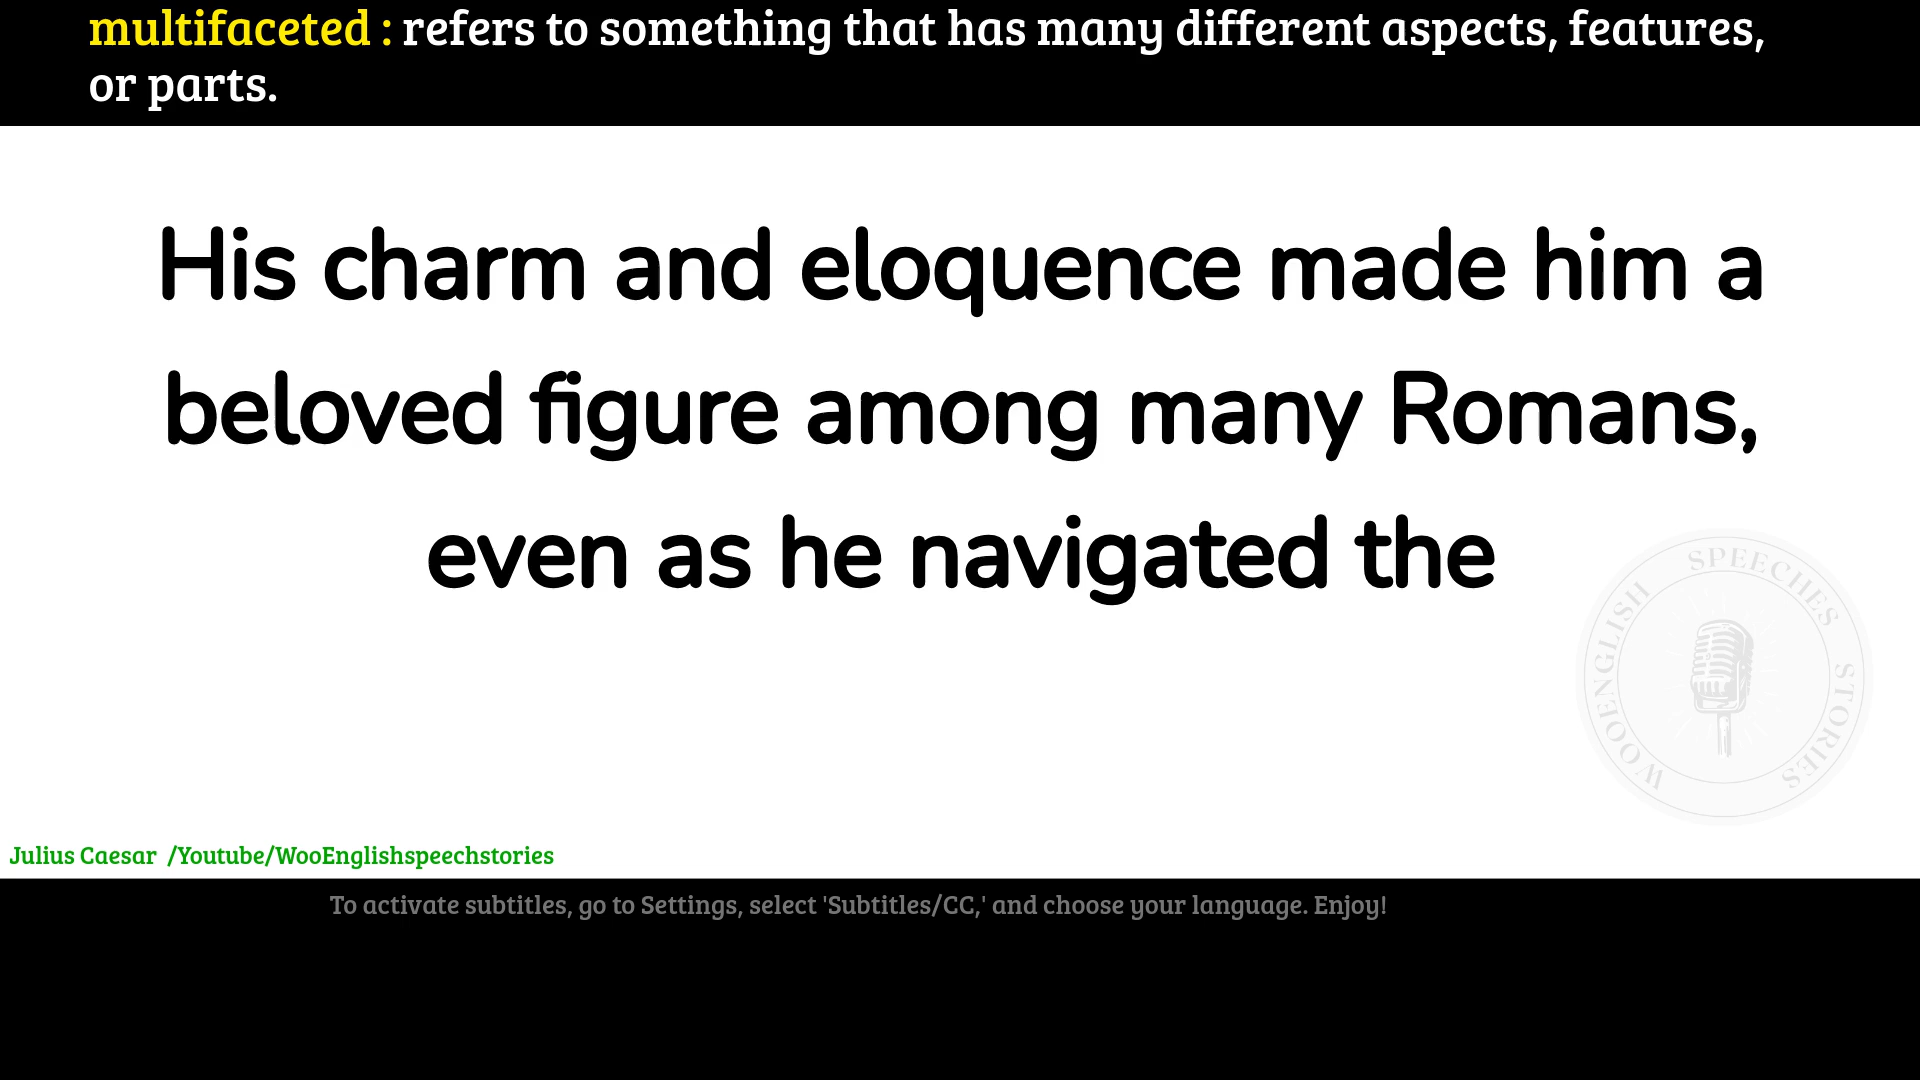 multifaceted : refers to something that has many different aspects, features,
or parts.
His charm and eloquence made him a
beloved figure among many Romans,
even as he navigated the
WOOENGLISH SPEECHES STORIES
Julius Caesar /Youtube/WooEnglishspeechstories
To activate subtitles, go to Settings, select 'Subtitles/CC,' and choose your language. Enjoy!